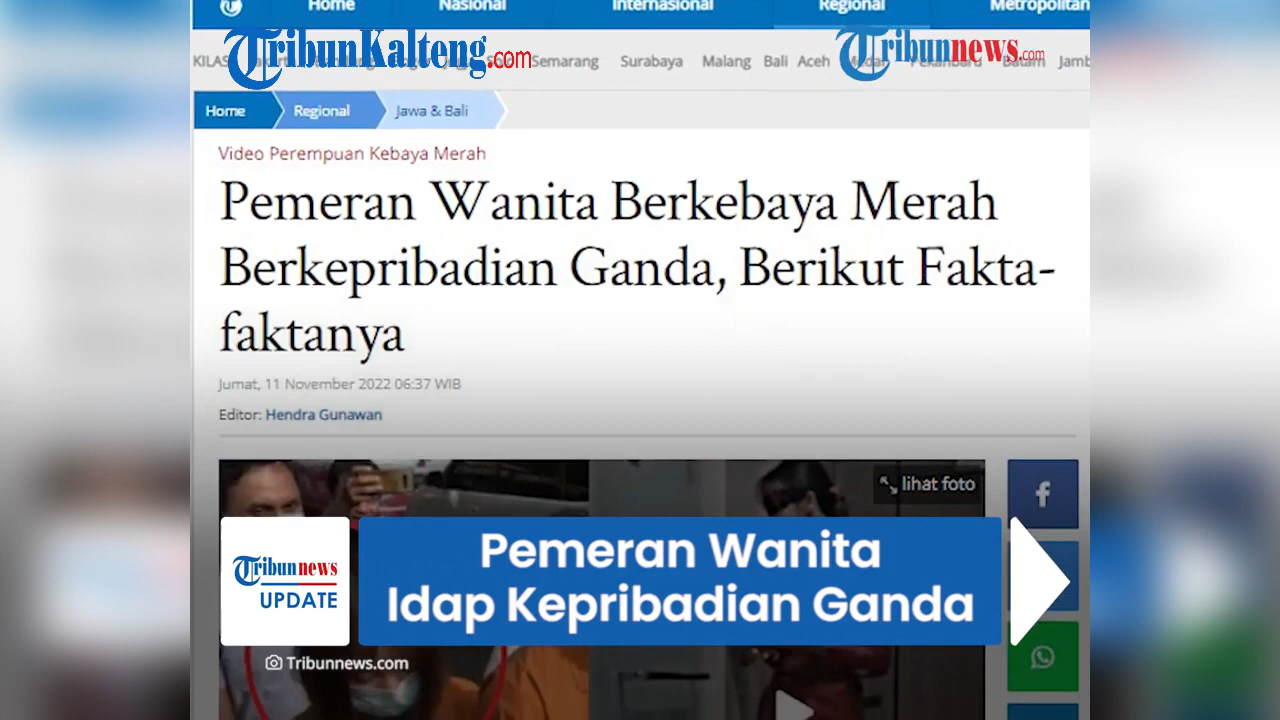 Home Nasional Internasional Regional Metropolitan
TribunKalteng.com
Tribunnews.com
Semarang Surabaya Malang Bali Aceh
Home Regional Jawa & Bali
Video Perempuan Kebaya Merah
Pemeran Wanita Berkebaya Merah
Berkepribadian Ganda, Berikut Fakta-
faktanya
Jumat, 11 November 2022 06:37 WIB
Editor: Hendra Gunawan
lihat foto
Tribunnews
UPDATE
Pemeran Wanita
Idap Kepribadian Ganda
Tribunnews.com